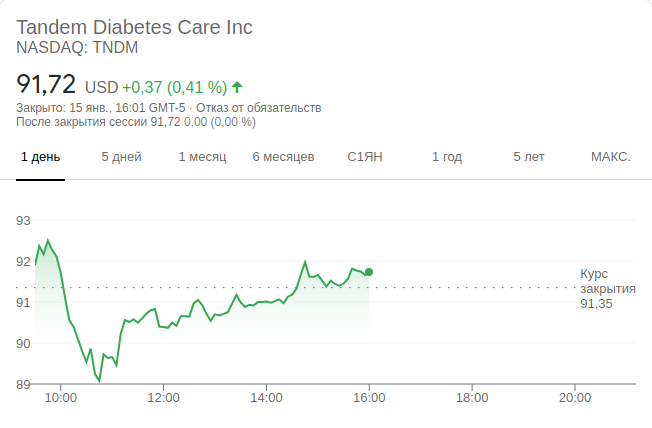 Tandem Diabetes Care Inc
NASDAQ: TNDM
91,72 USD +0,37 (0,41 %)
Закрыто: 15 янв., 16:01 GMT-5 · Отказ от обязательств
После закрытия сессии 91,72 0,00 (0,00 %)
1 день 5 дней 1 месяц 6 месяцев С1ЯН 1 год 5 лет МАКС.
93
92
91
90
89
Курс
закрытия
91,35
10:00 12:00 14:00 16:00 18:00 20:00